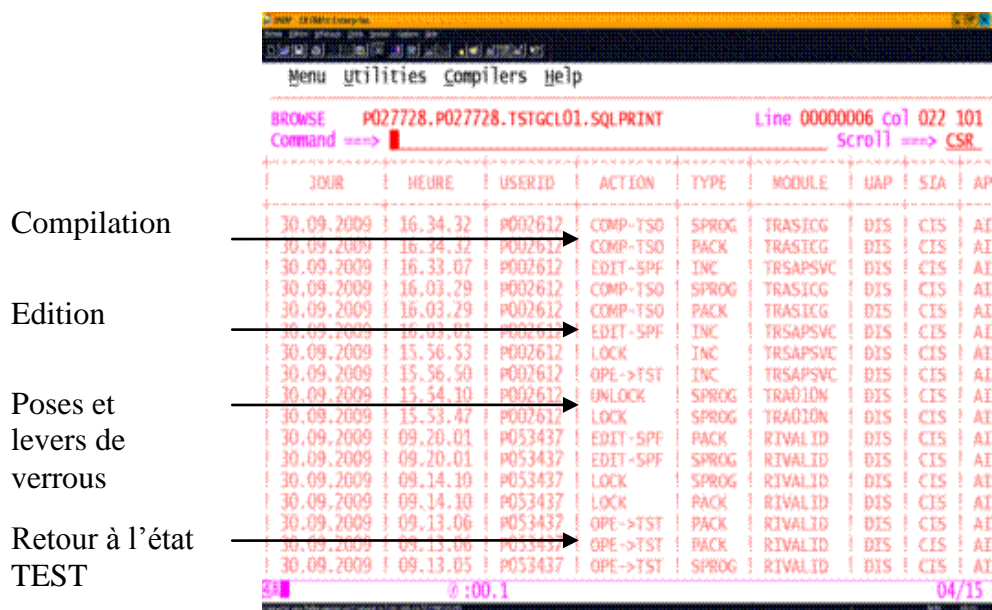 Menu Utilities Compilers Help
BROWSE P027728.P027728.TSTGCL01.SQLPRINT Line 00000006 Col 022 101
Command ===> Scroll ===> CSR
! JOUR ! HEURE ! USERID ! ACTION ! TYPE ! MODULE ! UAP ! SIA ! AP
Compilation
! 30.09.2009 ! 16.34.32 ! P002612 ! COMP-TSO ! SPROG ! TRASICG ! DIS ! CIS ! AI
! 30.09.2009 ! 16.34.32 ! P002612 ! COMP-TSO ! PACK ! TRASICG ! DIS ! CIS ! AI
! 30.09.2009 ! 16.33.07 ! P002612 ! EDIT-SPF ! INC ! TRSAPSVC ! DIS ! CIS ! AI
! 30.09.2009 ! 16.03.29 ! P002612 ! COMP-TSO ! SPROG ! TRASICG ! DIS ! CIS ! AI
! 30.09.2009 ! 16.03.29 ! P002612 ! COMP-TSO ! PACK ! TRASICG ! DIS ! CIS ! AI
Edition
! 30.09.2009 ! 16.03.01 ! P002612 ! EDIT-SPF ! INC ! TRSAPSVC ! DIS ! CIS ! AI
! 30.09.2009 ! 15.56.53 ! P002612 ! LOCK ! INC ! TRSAPSVC ! DIS ! CIS ! AI
! 30.09.2009 ! 15.56.50 ! P002612 ! OPE->TST ! INC ! TRSAPSVC ! DIS ! CIS ! AI
Poses et
levers de
verrous
! 30.09.2009 ! 15.54.10 ! P002612 ! UNLOCK ! SPROG ! TRA010N ! DIS ! CIS ! AI
! 30.09.2009 ! 15.53.47 ! P002612 ! LOCK ! SPROG ! TRA010N ! DIS ! CIS ! AI
! 30.09.2009 ! 09.20.01 ! P053437 ! EDIT-SPF ! PACK ! RIVALID ! DIS ! CIS ! AI
! 30.09.2009 ! 09.20.01 ! P053437 ! EDIT-SPF ! SPROG ! RIVALID ! DIS ! CIS ! AI
! 30.09.2009 ! 09.14.10 ! P053437 ! LOCK ! SPROG ! RIVALID ! DIS ! CIS ! AI
! 30.09.2009 ! 09.14.10 ! P053437 ! LOCK ! PACK ! RIVALID ! DIS ! CIS ! AI
! 30.09.2009 ! 09.13.06 ! P053437 ! OPE->TST ! PACK ! RIVALID ! DIS ! CIS ! AI
Retour à l’état
TEST
! 30.09.2009 ! 09.13.06 ! P053437 ! OPE->TST ! PACK ! RIVALID ! DIS ! CIS ! AI
! 30.09.2009 ! 09.13.05 ! P053437 ! OPE->TST ! SPROG ! RIVALID ! DIS ! CIS ! AI
:00.1 04/15